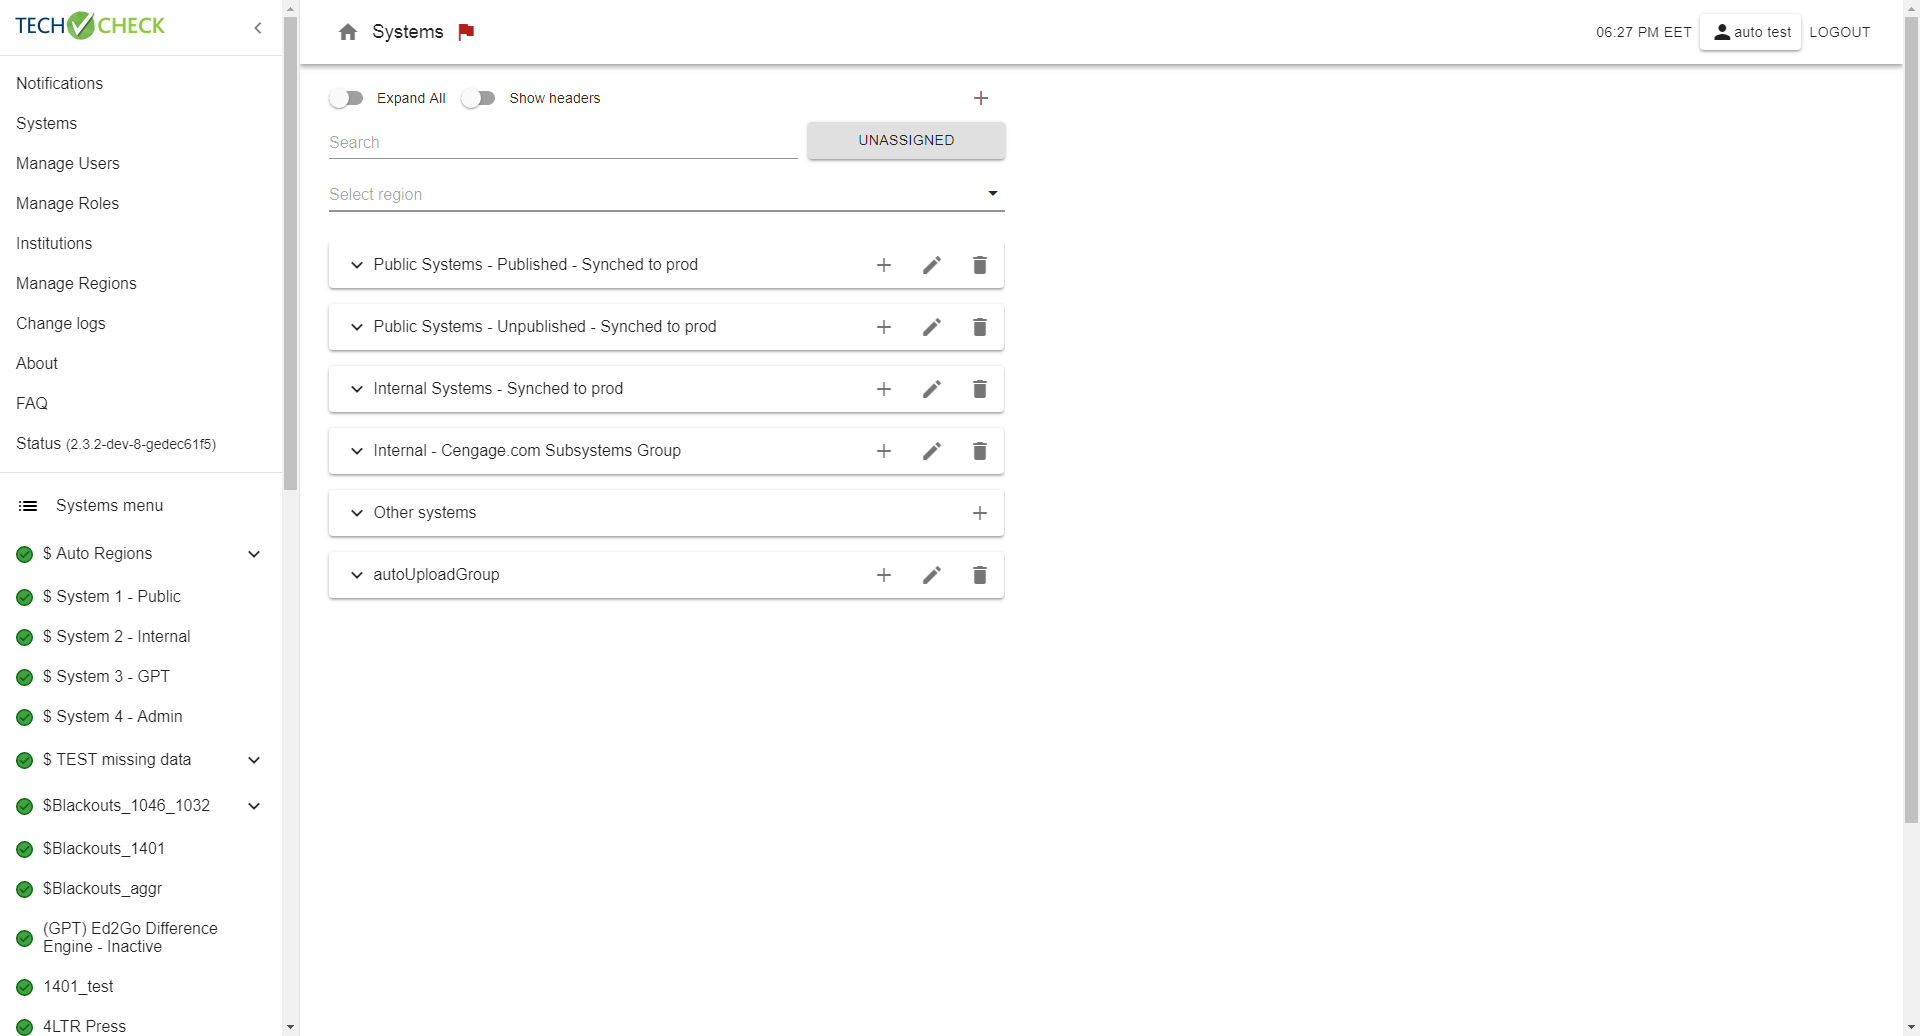 TECH CHECK
Notifications
Systems
Manage Users
Manage Roles
Institutions
Manage Regions
Change logs
About
FAQ
Status (2.3.2-dev-8-gedec61f5)
Systems menu
$ Auto Regions
$ System 1 - Public
$ System 2 - Internal
$ System 3 - GPT
$ System 4 - Admin
$ TEST missing data
$Blackouts_1046_1032
$Blackouts_1401
$Blackouts_aggr
(GPT) Ed2Go Difference
Engine - Inactive
1401_test
4LTR Press
Systems
06:27 PM EET
auto test
LOGOUT
Expand All
Show headers
Search
UNASSIGNED
Select region
Public Systems - Published - Synched to prod
Public Systems - Unpublished - Synched to prod
Internal Systems - Synched to prod
Internal - Cengage.com Subsystems Group
Other systems
autoUploadGroup